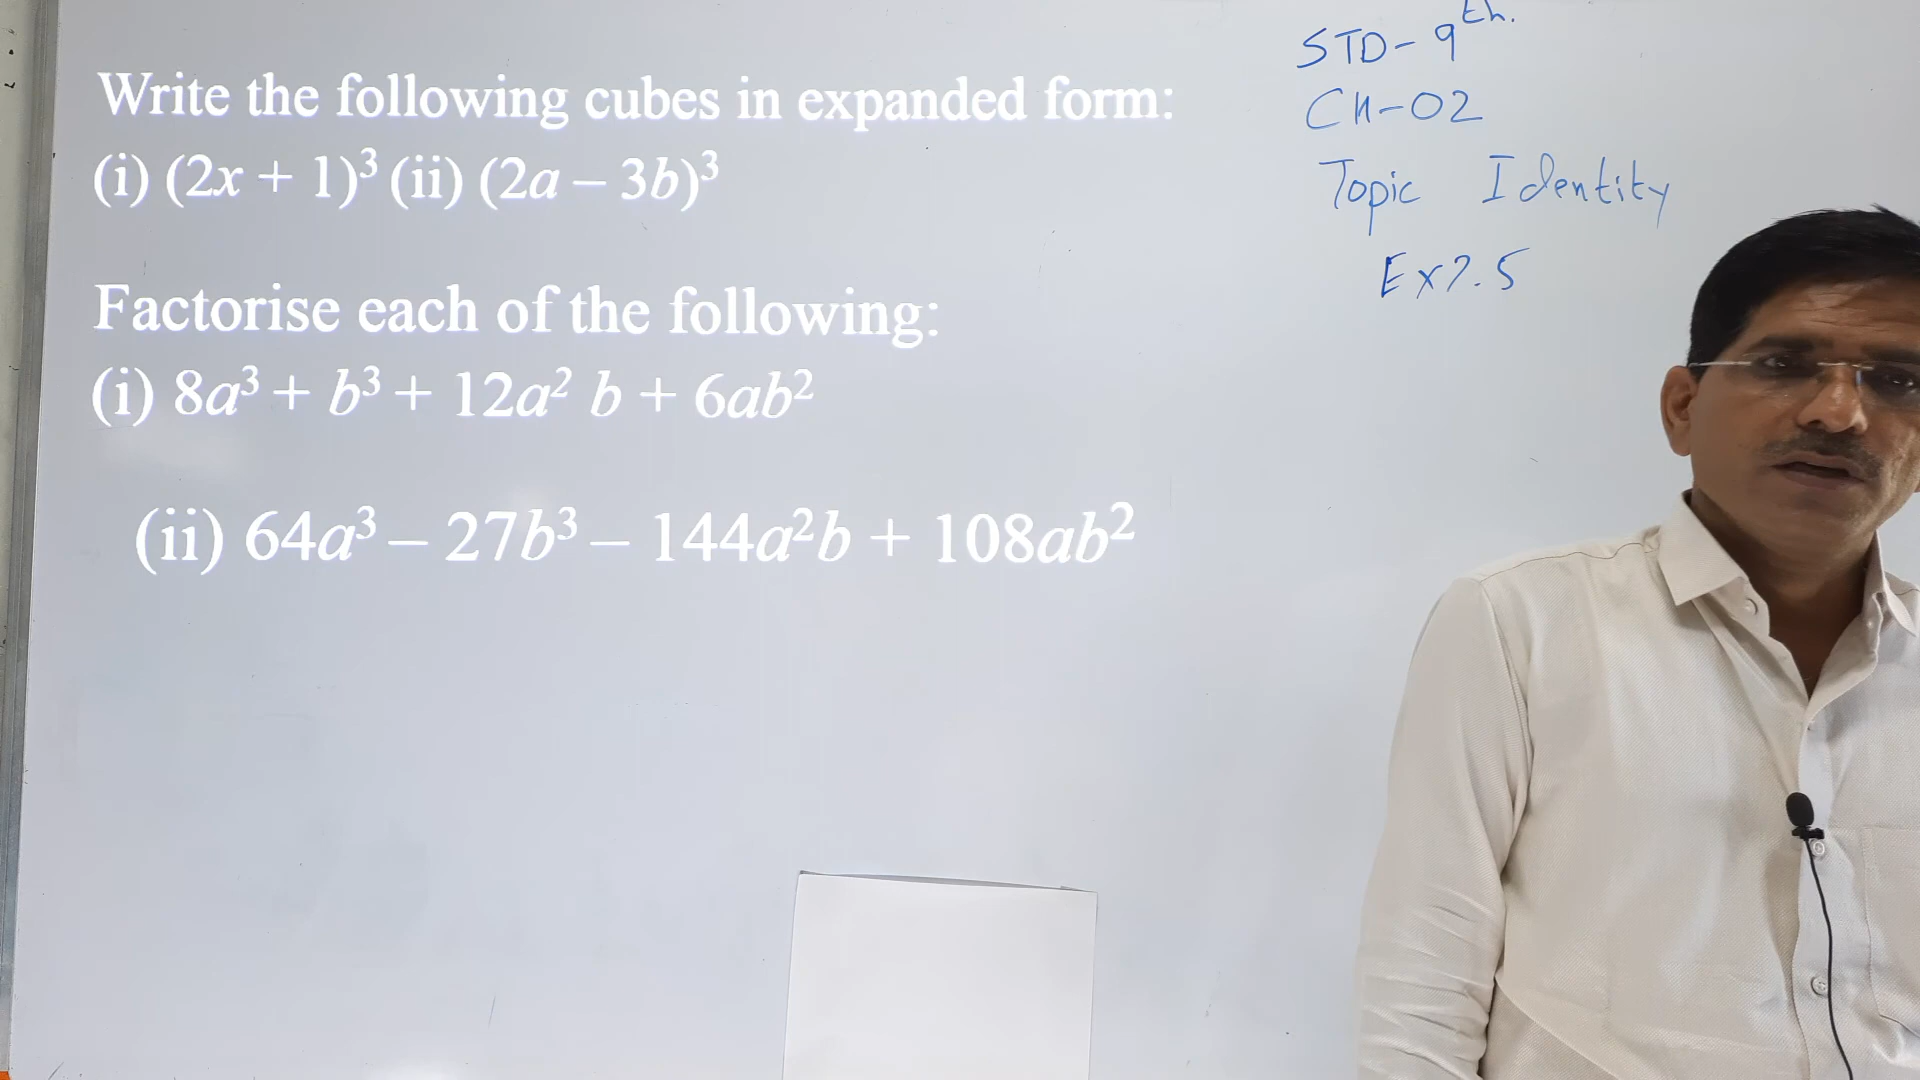 Write the following cubes in expanded form:
(i) (2x + 1)³ (ii) (2a – 3b)³
Factorise each of the following:
(i) 8a³ + b³ + 12a² b + 6ab²
(ii) 64a³ – 27b³ – 144a²b + 108ab²
STD- 9th.
CH-02
Topic Identity
Ex2.5